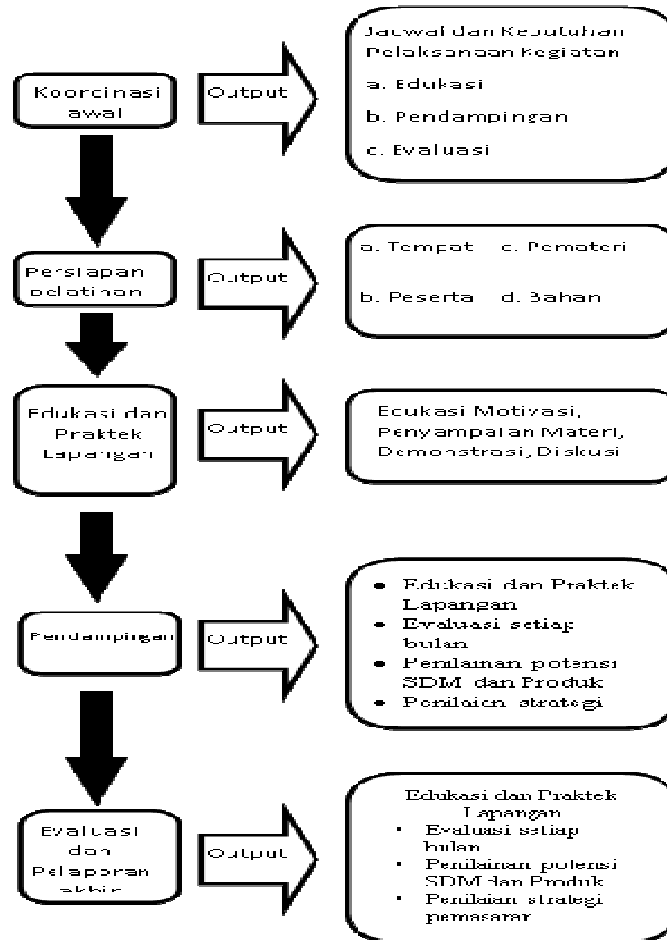 Koordinasi
awal
Output
Jadwal dan Kebutuhan
Pelaksanaan Kegiatan
a. Edukasi
b. Pendampingan
c. Evaluasi
Persiapan
pelatihan
Output
a. Tempat c. Pemateri
b. Peserta d. Bahan
Edukasi dan
Praktek
Lapangan
Output
Edukasi Motivasi,
Penyampaian Materi,
Demonstrasi, Diskusi
Pendampingan
Output
• Edukasi dan Praktek
Lapangan
• Evaluasi setiap
bulan
• Penilainan potensi
SDM dan Produk
• Penilaian strategi
Evaluasi
dan
Pelaporan
akhir
Output
Edukasi dan Praktek
Lapangan
• Evaluasi setiap
bulan
• Penilainan potensi
SDM dan Produk
• Penilaian strategi
pemasaran